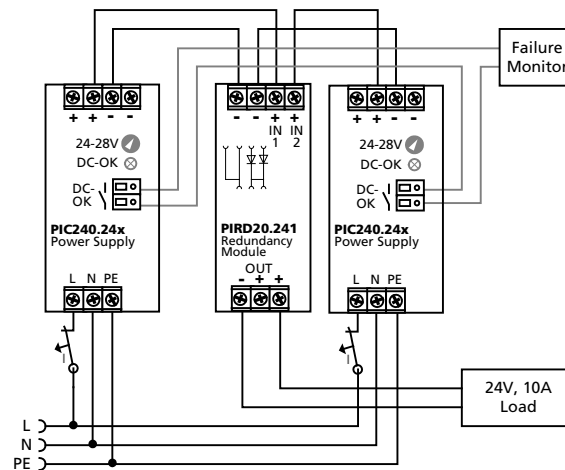 Failure
Monitor
+ + - -
- - + +
IN IN
1 2
+ + - -
24-28V
DC-OK
DC-
OK
PIC240.24x
Power Supply
L N PE
PIRD20.241
Redundancy
Module
OUT
- + +
24-28V
DC-OK
DC-
OK
PIC240.24x
Power Supply
L N PE
I
I
24V, 10A
Load
L
N
PE